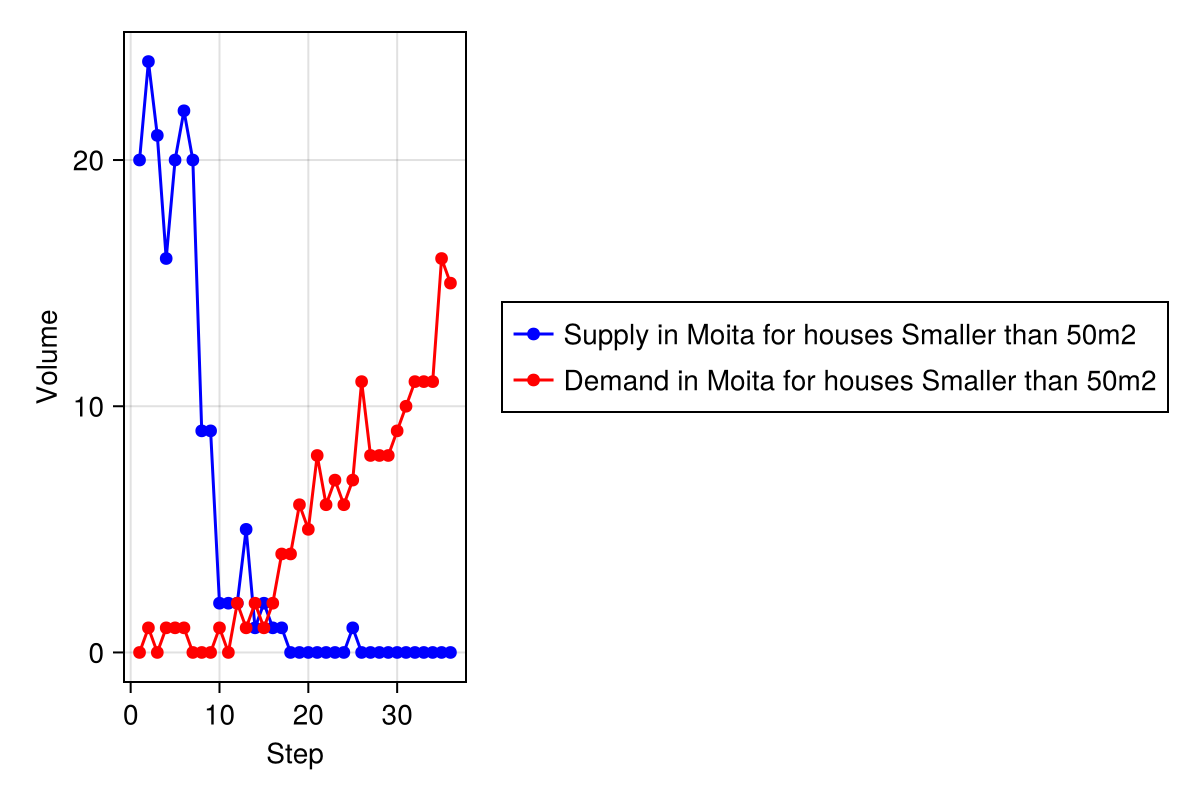 Volume
20
10
0
0 10 20 30
Step
Supply in Moita for houses Smaller than 50m2
Demand in Moita for houses Smaller than 50m2